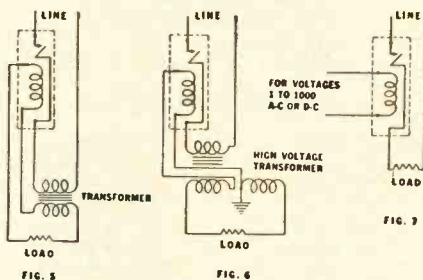 LINE
LINE
LINE
FOR VOLTAGES
1 TO 1000
A-C OR D-C
HIGH VOLTAGE
TRANSFORMER
TRANSFORMER
LOAD
LOAD
LOAD
FIG. 5
FIG. 6
FIG. 7